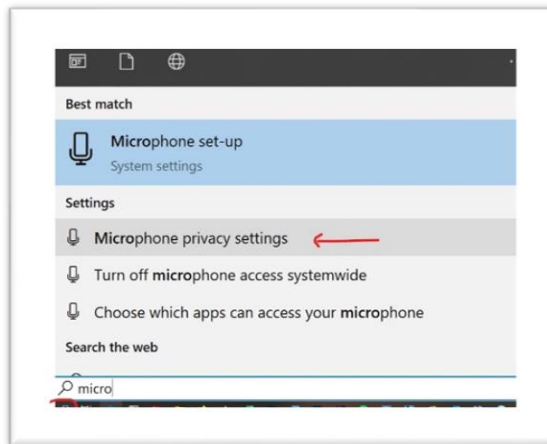 Best match
Microphone set-up
System settings
Settings
Microphone privacy settings
Turn off microphone access systemwide
Choose which apps can access your microphone
Search the web
micro